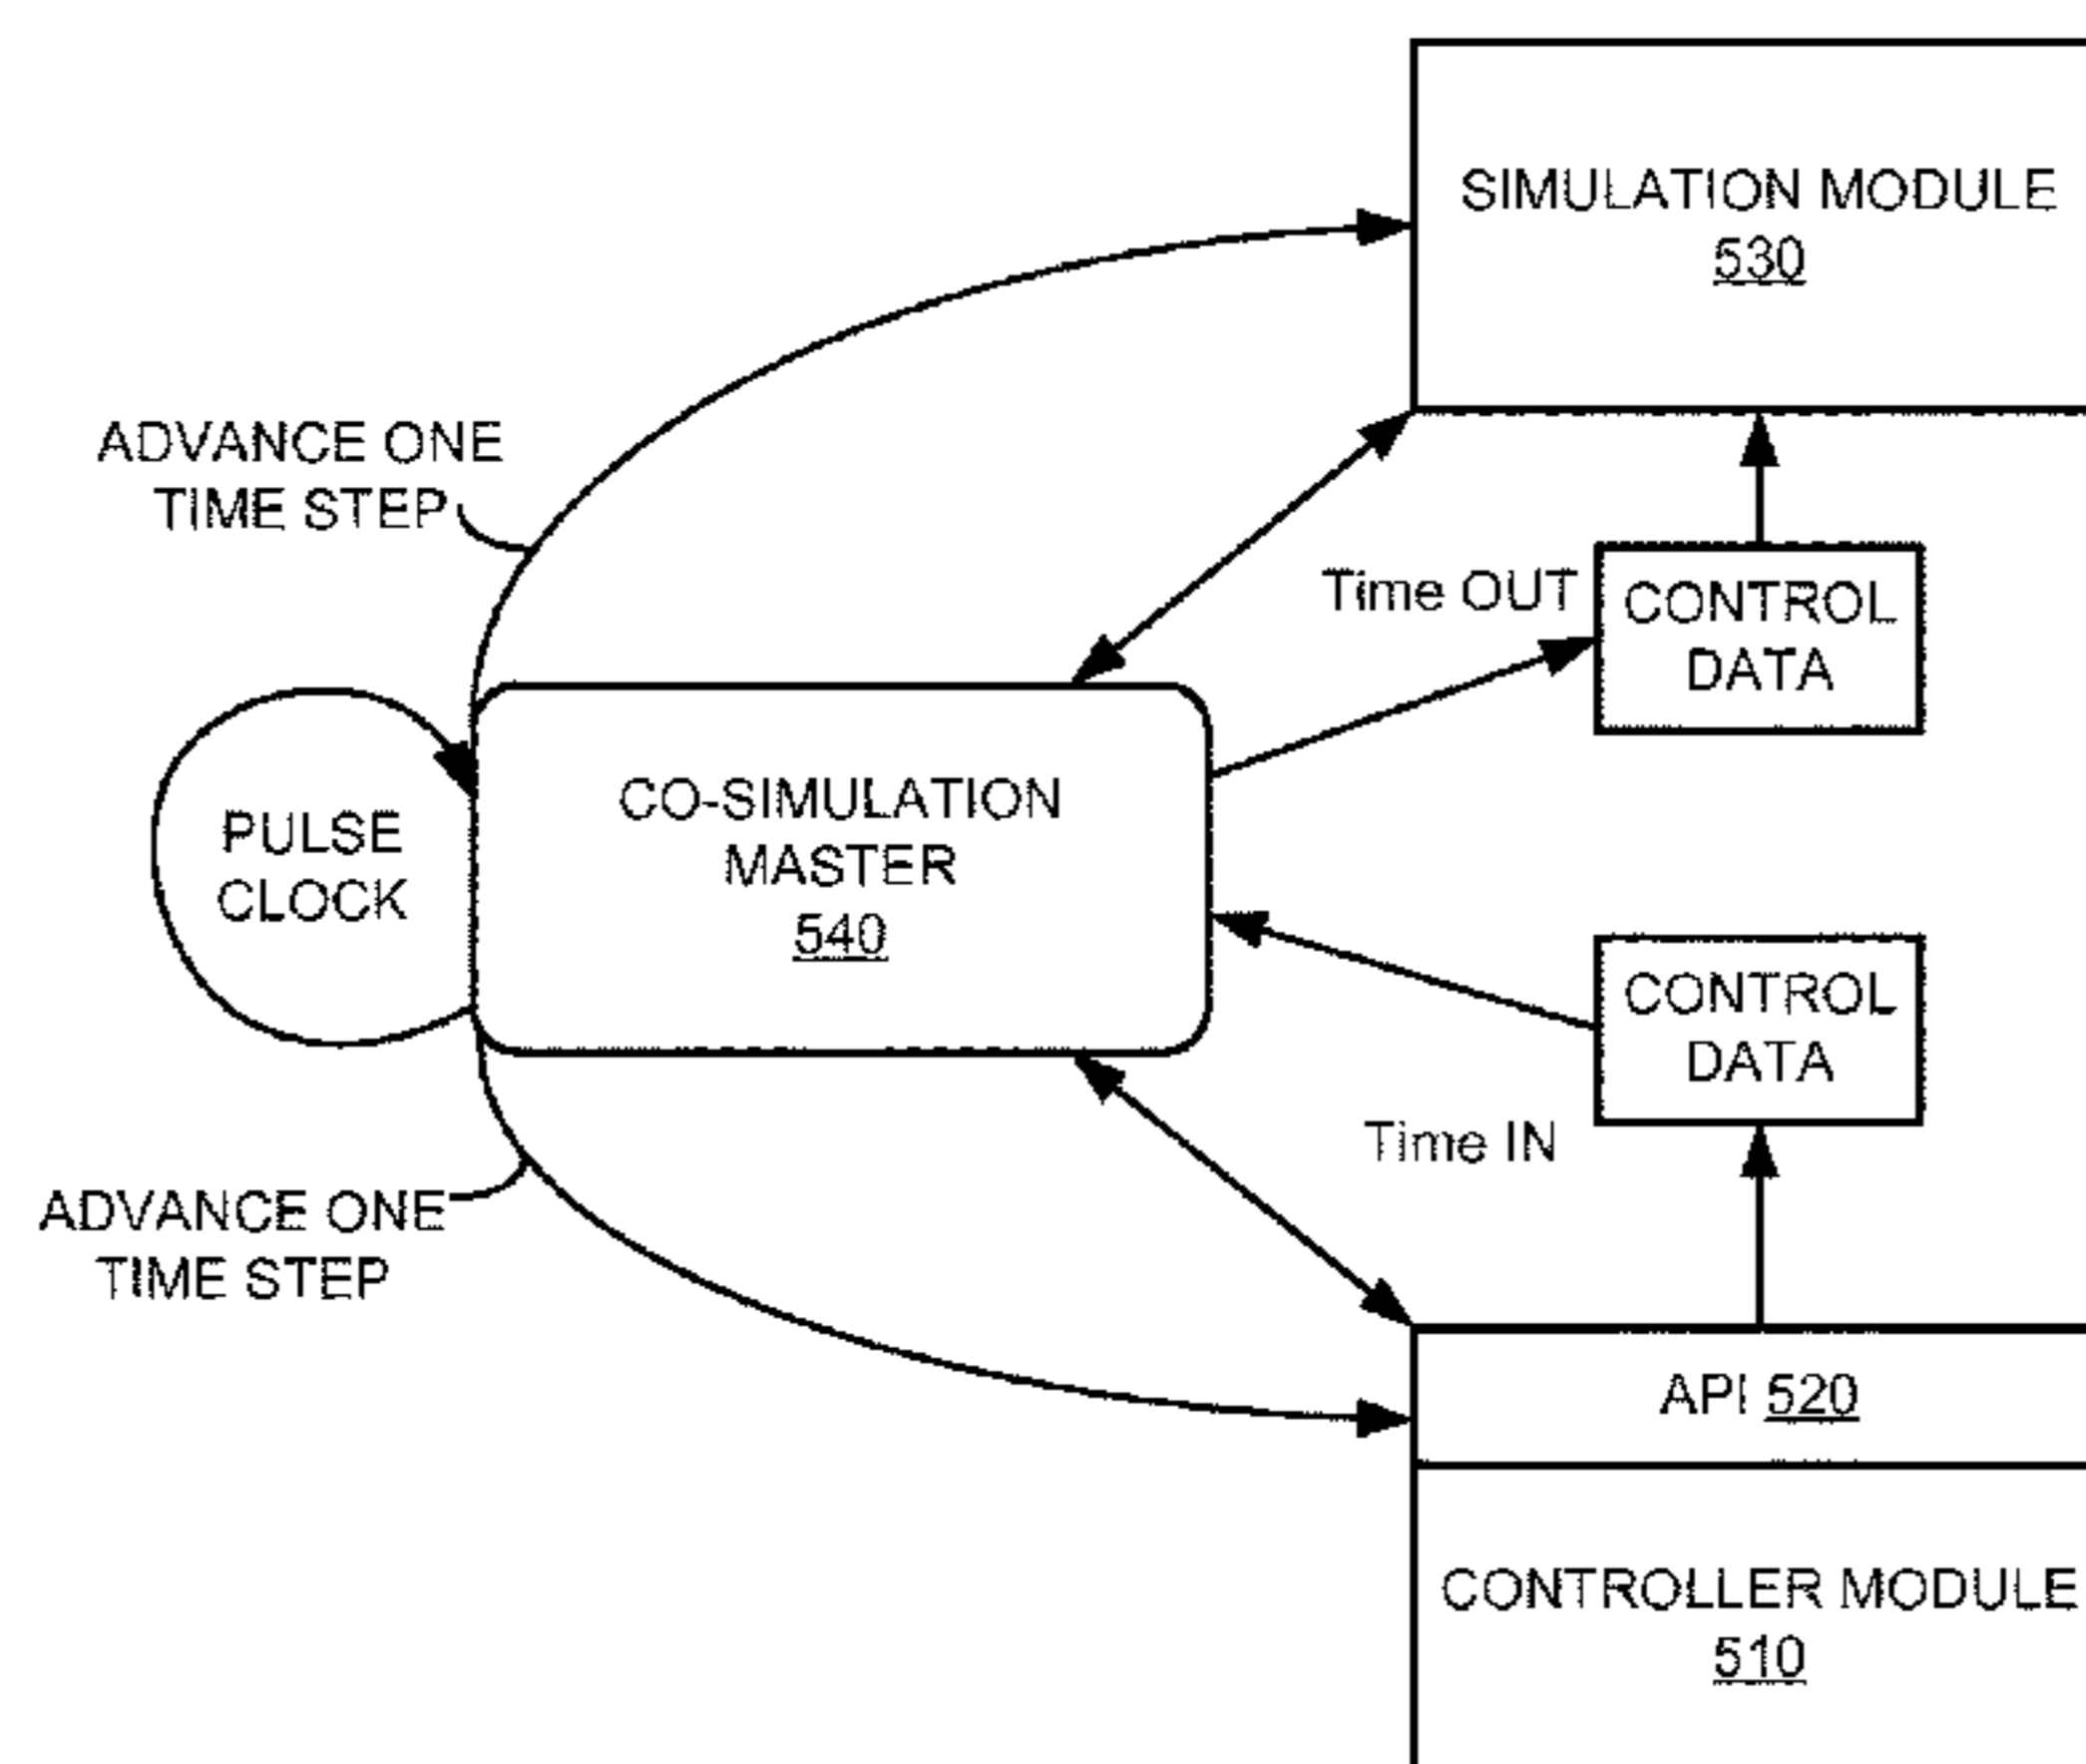 SIMULATION MODULE
530
ADVANCE ONE
TIME STEP
Time OUT
CONTROL
DATA
PULSE
CLOCK
CO-SIMULATION
MASTER
540
CONTROL
DATA
Time IN
ADVANCE ONE
TIME STEP
API 520
CONTROLLER MODULE
510